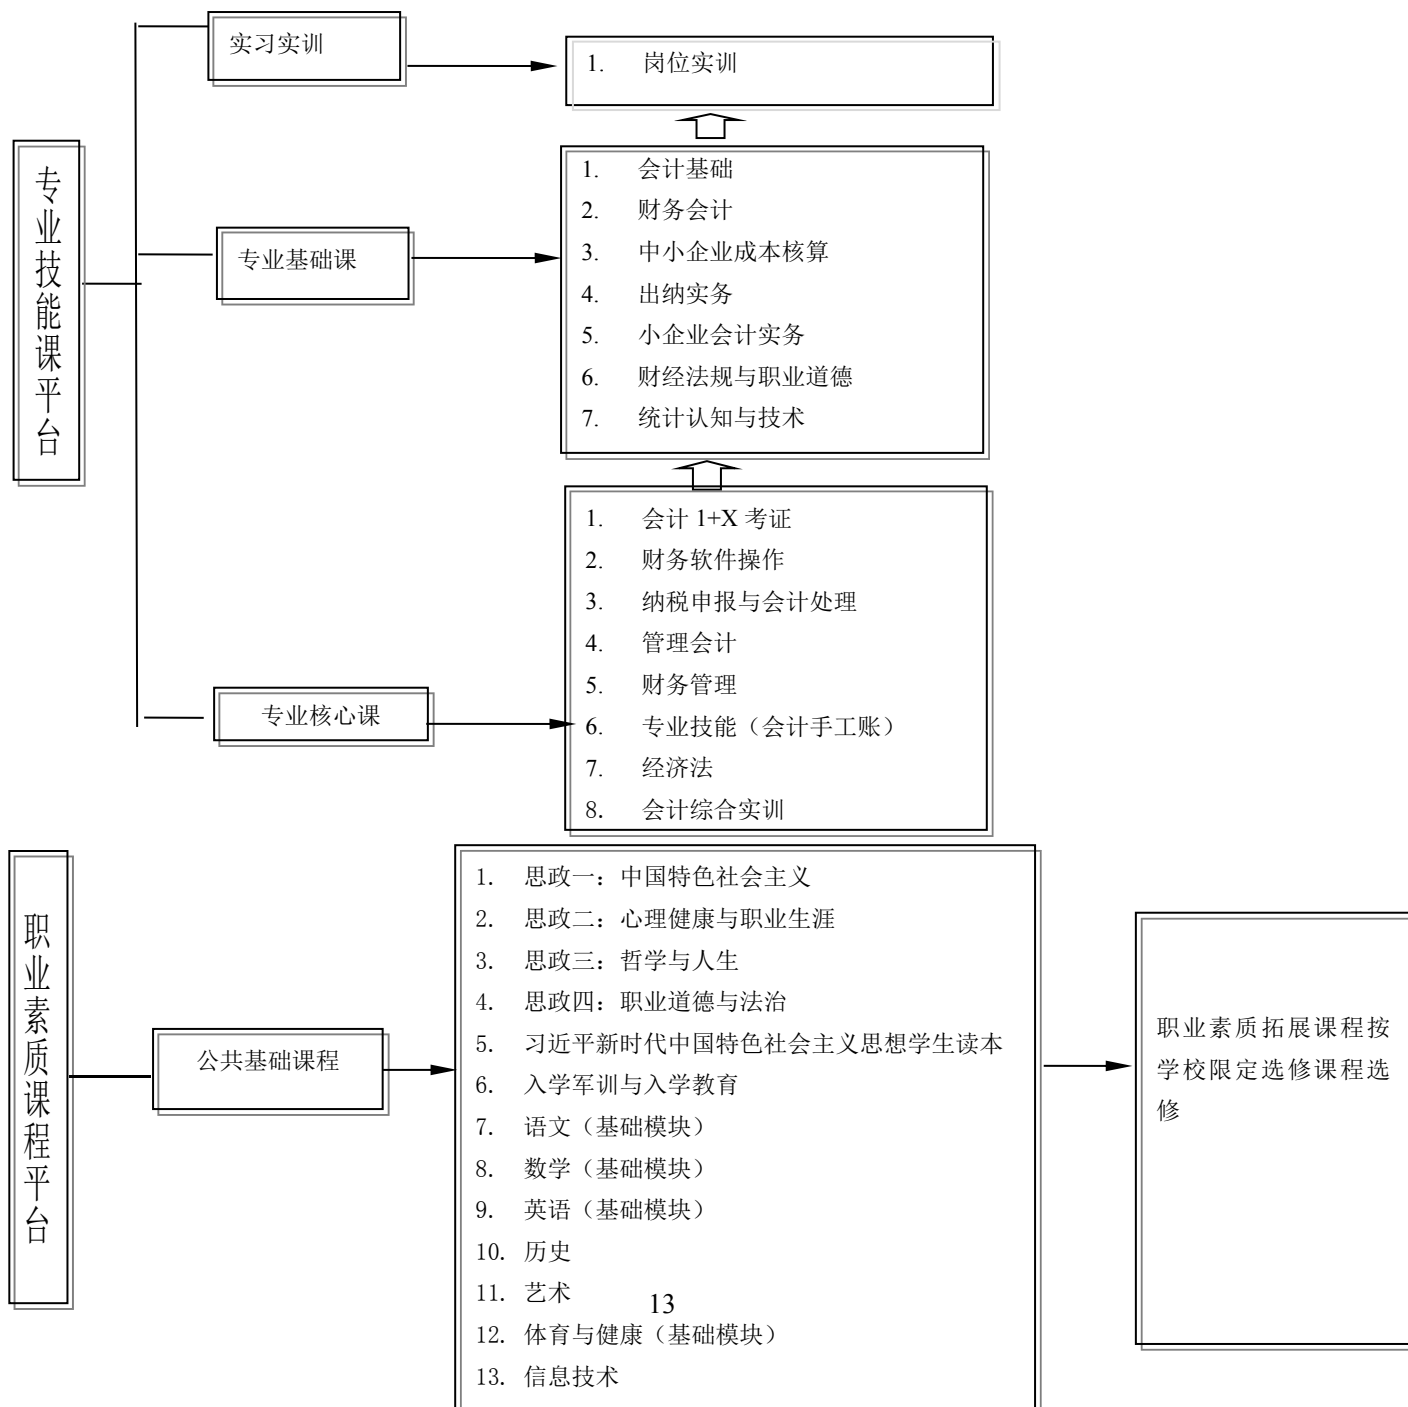 实习实训
1. 岗位实训
专业技能课平台
专业基础课
1. 会计基础
2. 财务会计
3. 中小企业成本核算
4. 出纳实务
5. 小企业会计实务
6. 财经法规与职业道德
7. 统计认知与技术
专业核心课
1. 会计 1+X 考证
2. 财务软件操作
3. 纳税申报与会计处理
4. 管理会计
5. 财务管理
6. 专业技能（会计手工账）
7. 经济法
8. 会计综合实训
职业素质课程平台
公共基础课程
1. 思政一：中国特色社会主义
2. 思政二：心理健康与职业生涯
3. 思政三：哲学与人生
4. 思政四：职业道德与法治
5. 习近平新时代中国特色社会主义思想学生读本
6. 入学军训与入学教育
7. 语文（基础模块）
8. 数学（基础模块）
9. 英语（基础模块）
10. 历史
11. 艺术
12. 体育与健康（基础模块）
13. 信息技术
职业素质拓展课程按
学校限定选修课程选
修
13